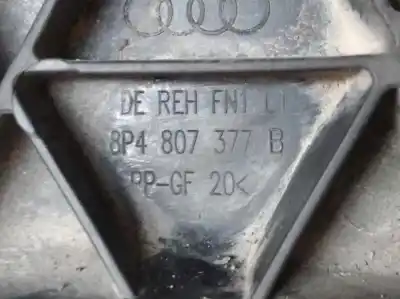 DE REH FN1
8P4 807 377 B
PP-GF 20<